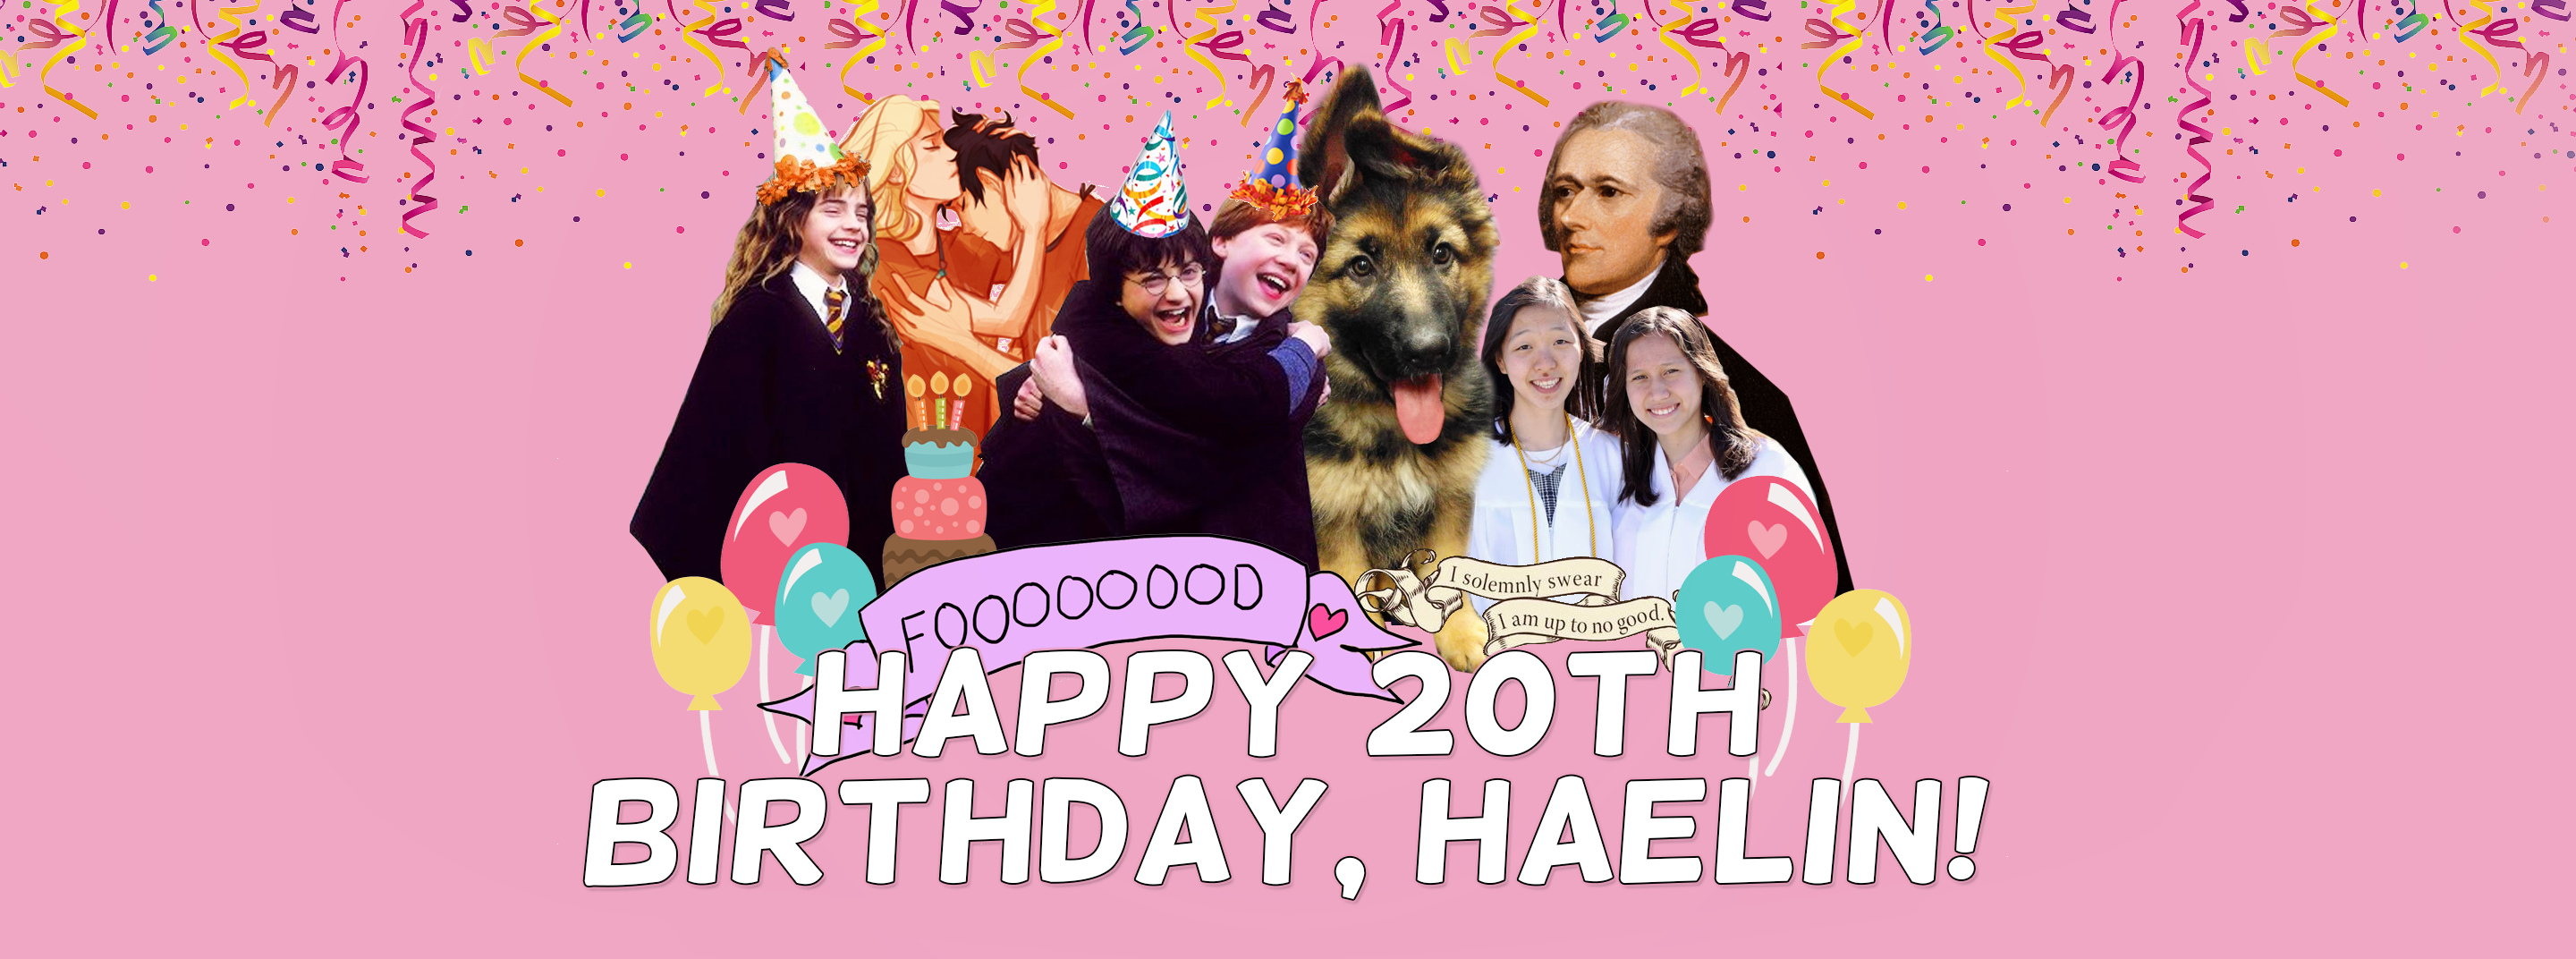 FOOOOOOOD
I solemnly swear
I am up to no good.
HAPPY 20TH
BIRTHDAY, HAELIN!